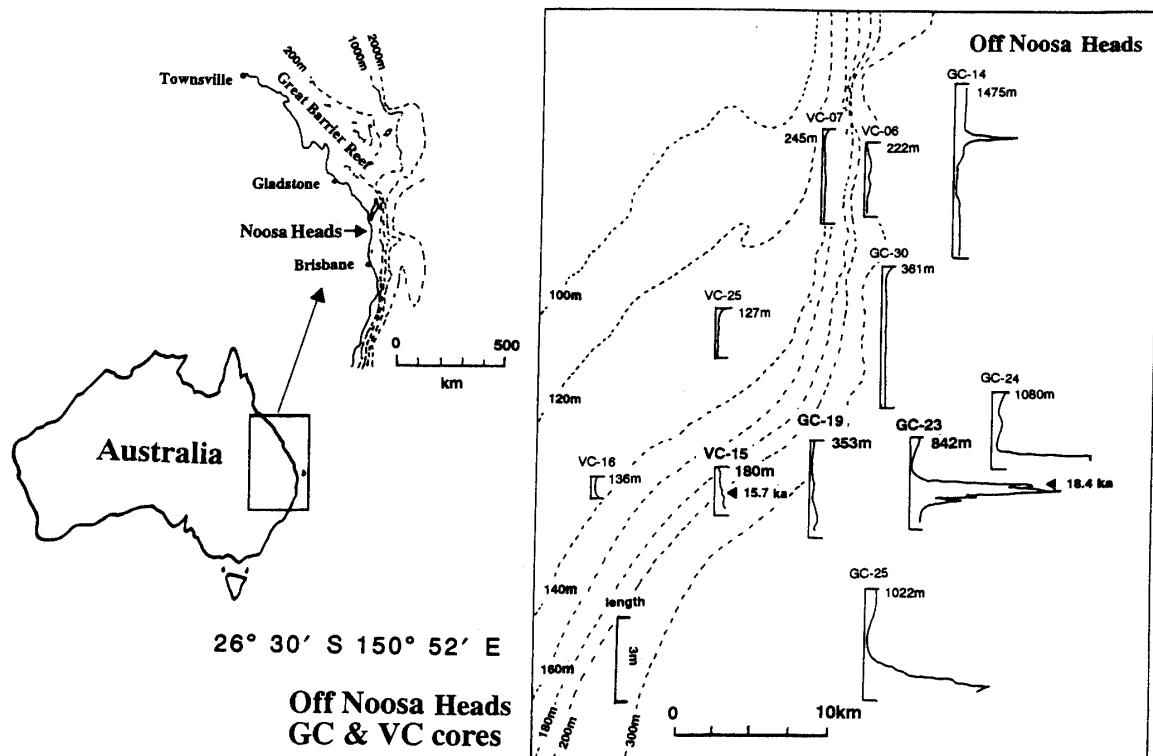 200m
1000m
2000m
Townsville
Great Barrier Reef
Gladstone
Noosa Heads
Brisbane
0 500
km
Australia
26° 30′ S 150° 52′ E
Off Noosa Heads
GC & VC cores
Off Noosa Heads
GC-14
1475m
VC-07
245m
VC-06
222m
GC-30
361m
100m
VC-25
127m
120m
GC-24
1080m
GC-19
353m
GC-23
842m
18.4 ka
VC-16
136m
VC-15
180m
15.7 ka
GC-25
1022m
140m
length
3m
160m
180m
200m
300m
0 10km